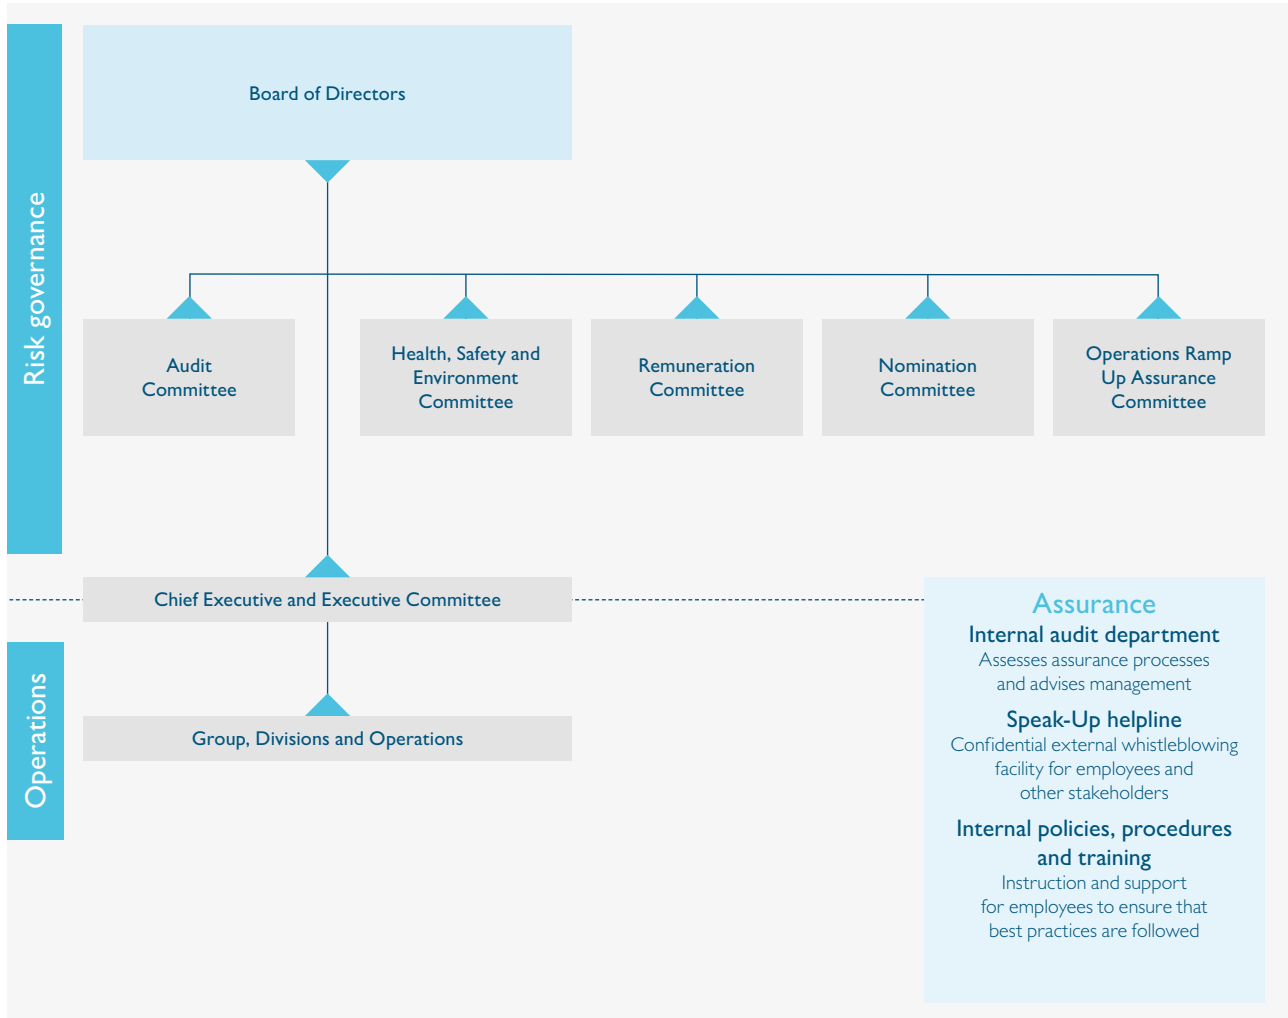 Risk governance
Board of Directors
Audit
Committee
Health, Safety and
Environment
Committee
Remuneration
Committee
Nomination
Committee
Operations Ramp
Up Assurance
Committee
Chief Executive and Executive Committee
Operations
Group, Divisions and Operations
Assurance
Internal audit department
Assesses assurance processes
and advises management
Speak-Up helpline
Confidential external whistleblowing
facility for employees and
other stakeholders
Internal policies, procedures
and training
Instruction and support
for employees to ensure that
best practices are followed